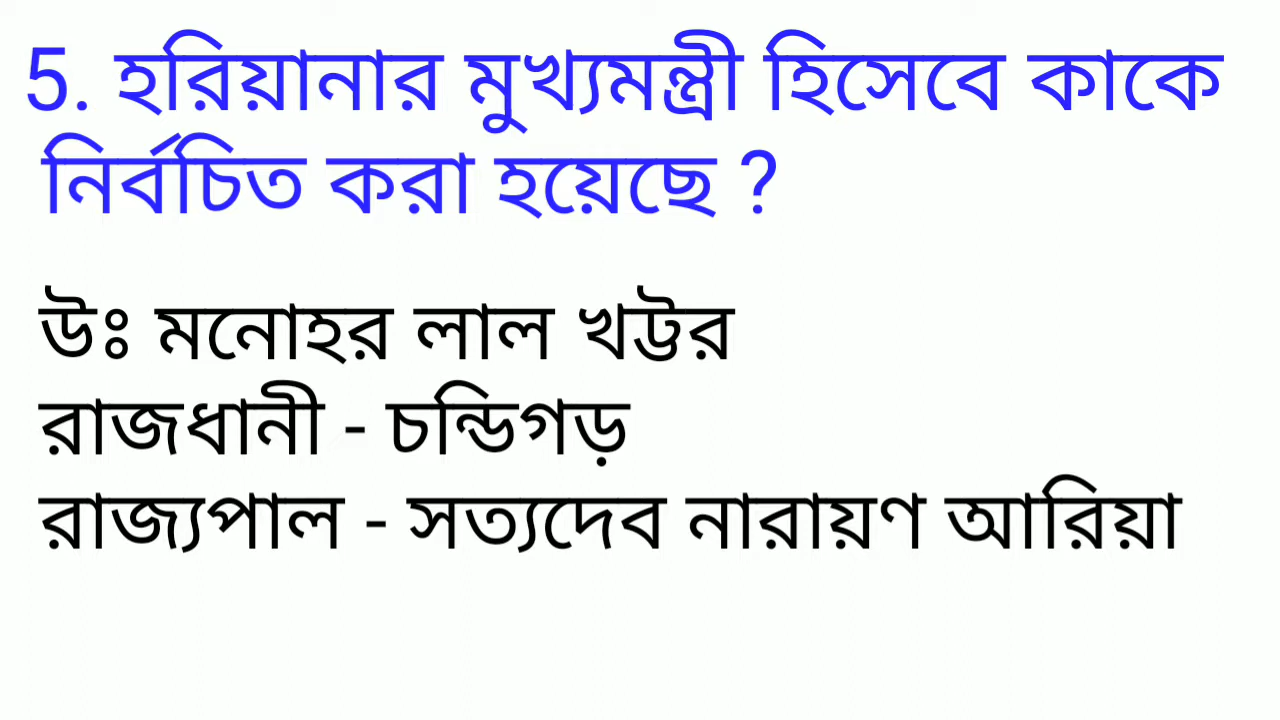 5. হরিয়ানার মুখ্যমন্ত্রী হিসেবে কাকে
নির্বচিত করা হয়েছে ?
উঃ মনোহর লাল খট্টর
রাজধানী - চন্ডিগড়
রাজ্যপাল - সত্যদেব নারায়ণ আরিয়া